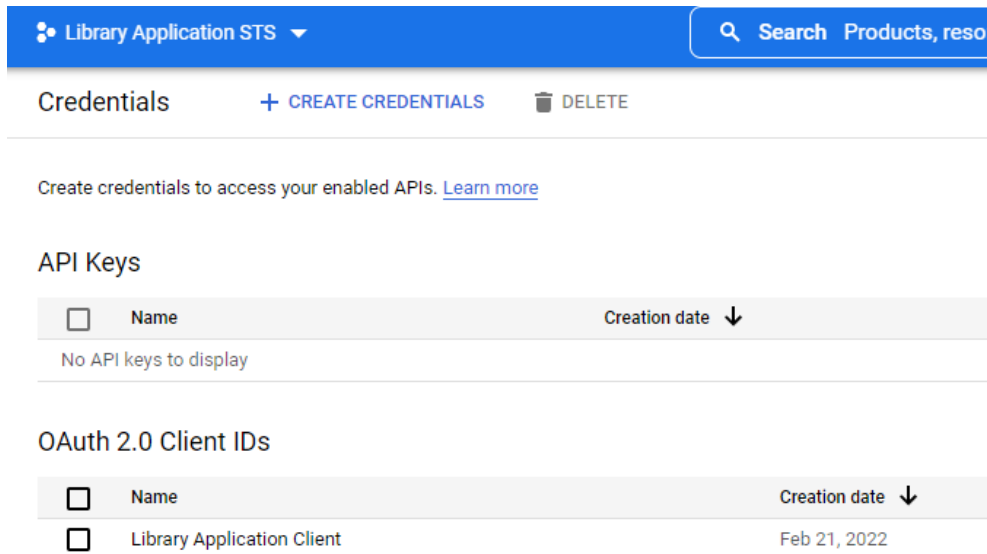 Library Application STS
Search Products, reso
Credentials
CREATE CREDENTIALS
DELETE
Create credentials to access your enabled APIs. Learn more
API Keys
Name Creation date
No API keys to display
OAuth 2.0 Client IDs
Name Creation date
Library Application Client Feb 21, 2022